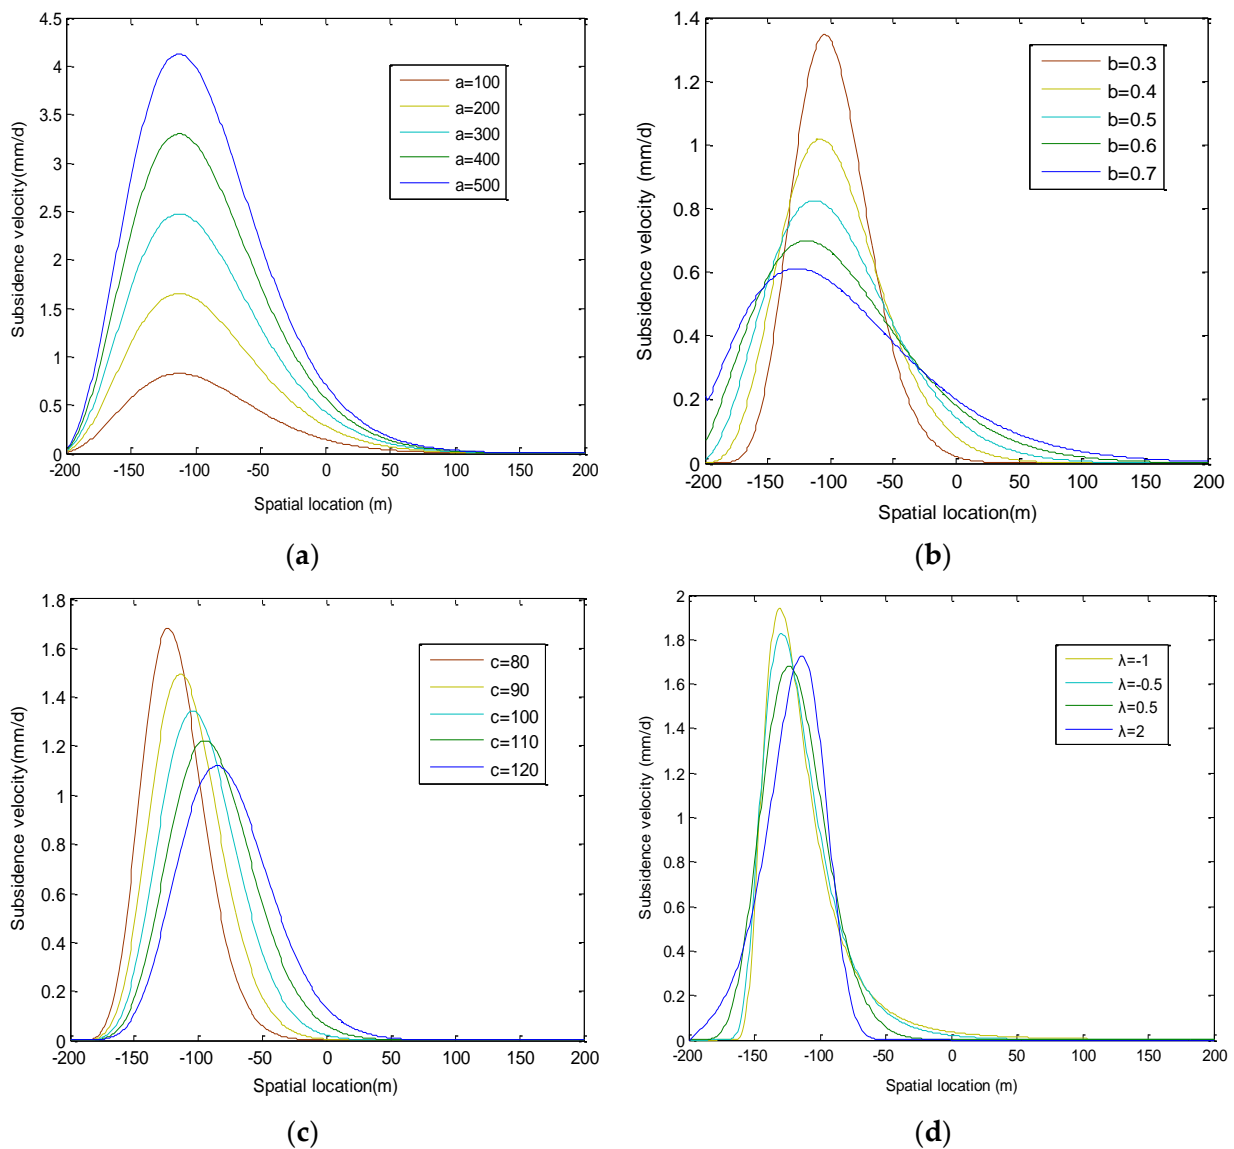 4.5
4
3.5
3
2.5
2
1.5
1
0.5
0
-200 -150 -100 -50 0 50 100 150 200
Subsidence velocity(mm/d)
Spatial location (m)
a=100
a=200
a=300
a=400
a=500
(a)
1.4
1.2
1
0.8
0.6
0.4
0.2
0
-200 -150 -100 -50 0 50 100 150 200
Subsidence velocity (mm/d)
Spatial location(m)
b=0.3
b=0.4
b=0.5
b=0.6
b=0.7
(b)
1.8
1.6
1.4
1.2
1
0.8
0.6
0.4
0.2
0
-200 -150 -100 -50 0 50 100 150 200
Subsidence velocity(mm/d)
Spatial location(m)
c=80
c=90
c=100
c=110
c=120
(c)
2
1.8
1.6
1.4
1.2
1
0.8
0.6
0.4
0.2
0
-200 -150 -100 -50 0 50 100 150 200
Subsidence velocity (mm/d)
Spatial location (m)
λ=-1
λ=-0.5
λ=0.5
λ=2
(d)